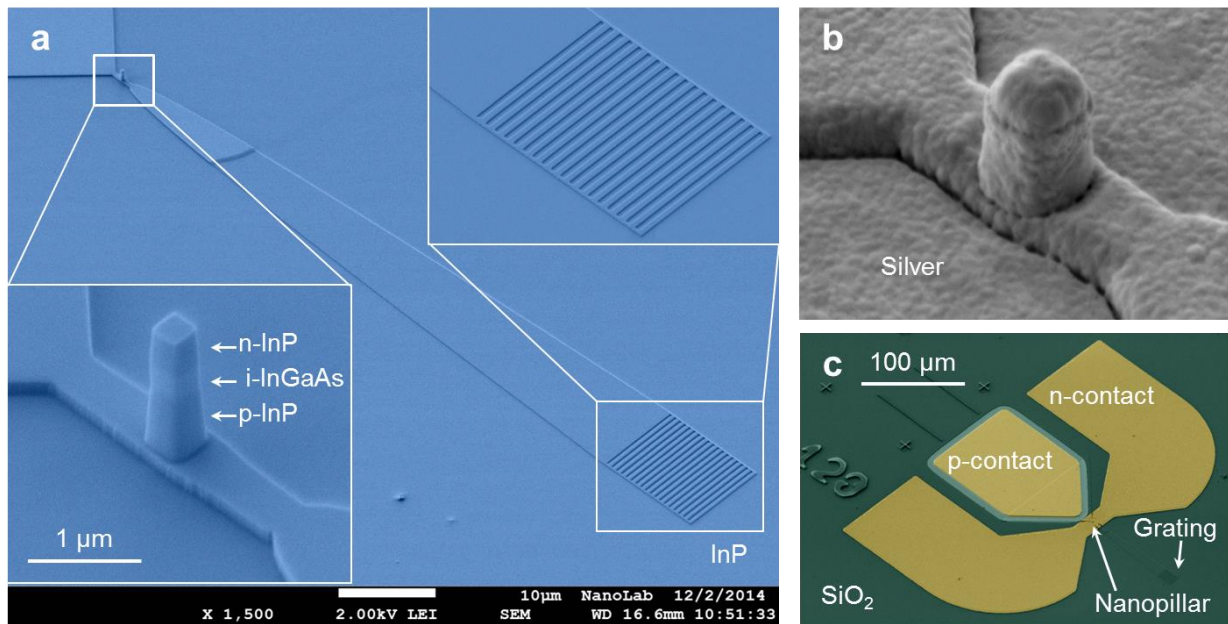 a
n-InP
i-InGaAs
p-InP
1 µm
InP
10µm NanoLab 12/2/2014
X 1,500 2.00kV LEI SEM WD 16.6mm 10:51:33
b
Silver
c
100 µm
n-contact
p-contact
A23
Grating
SiO₂
Nanopillar